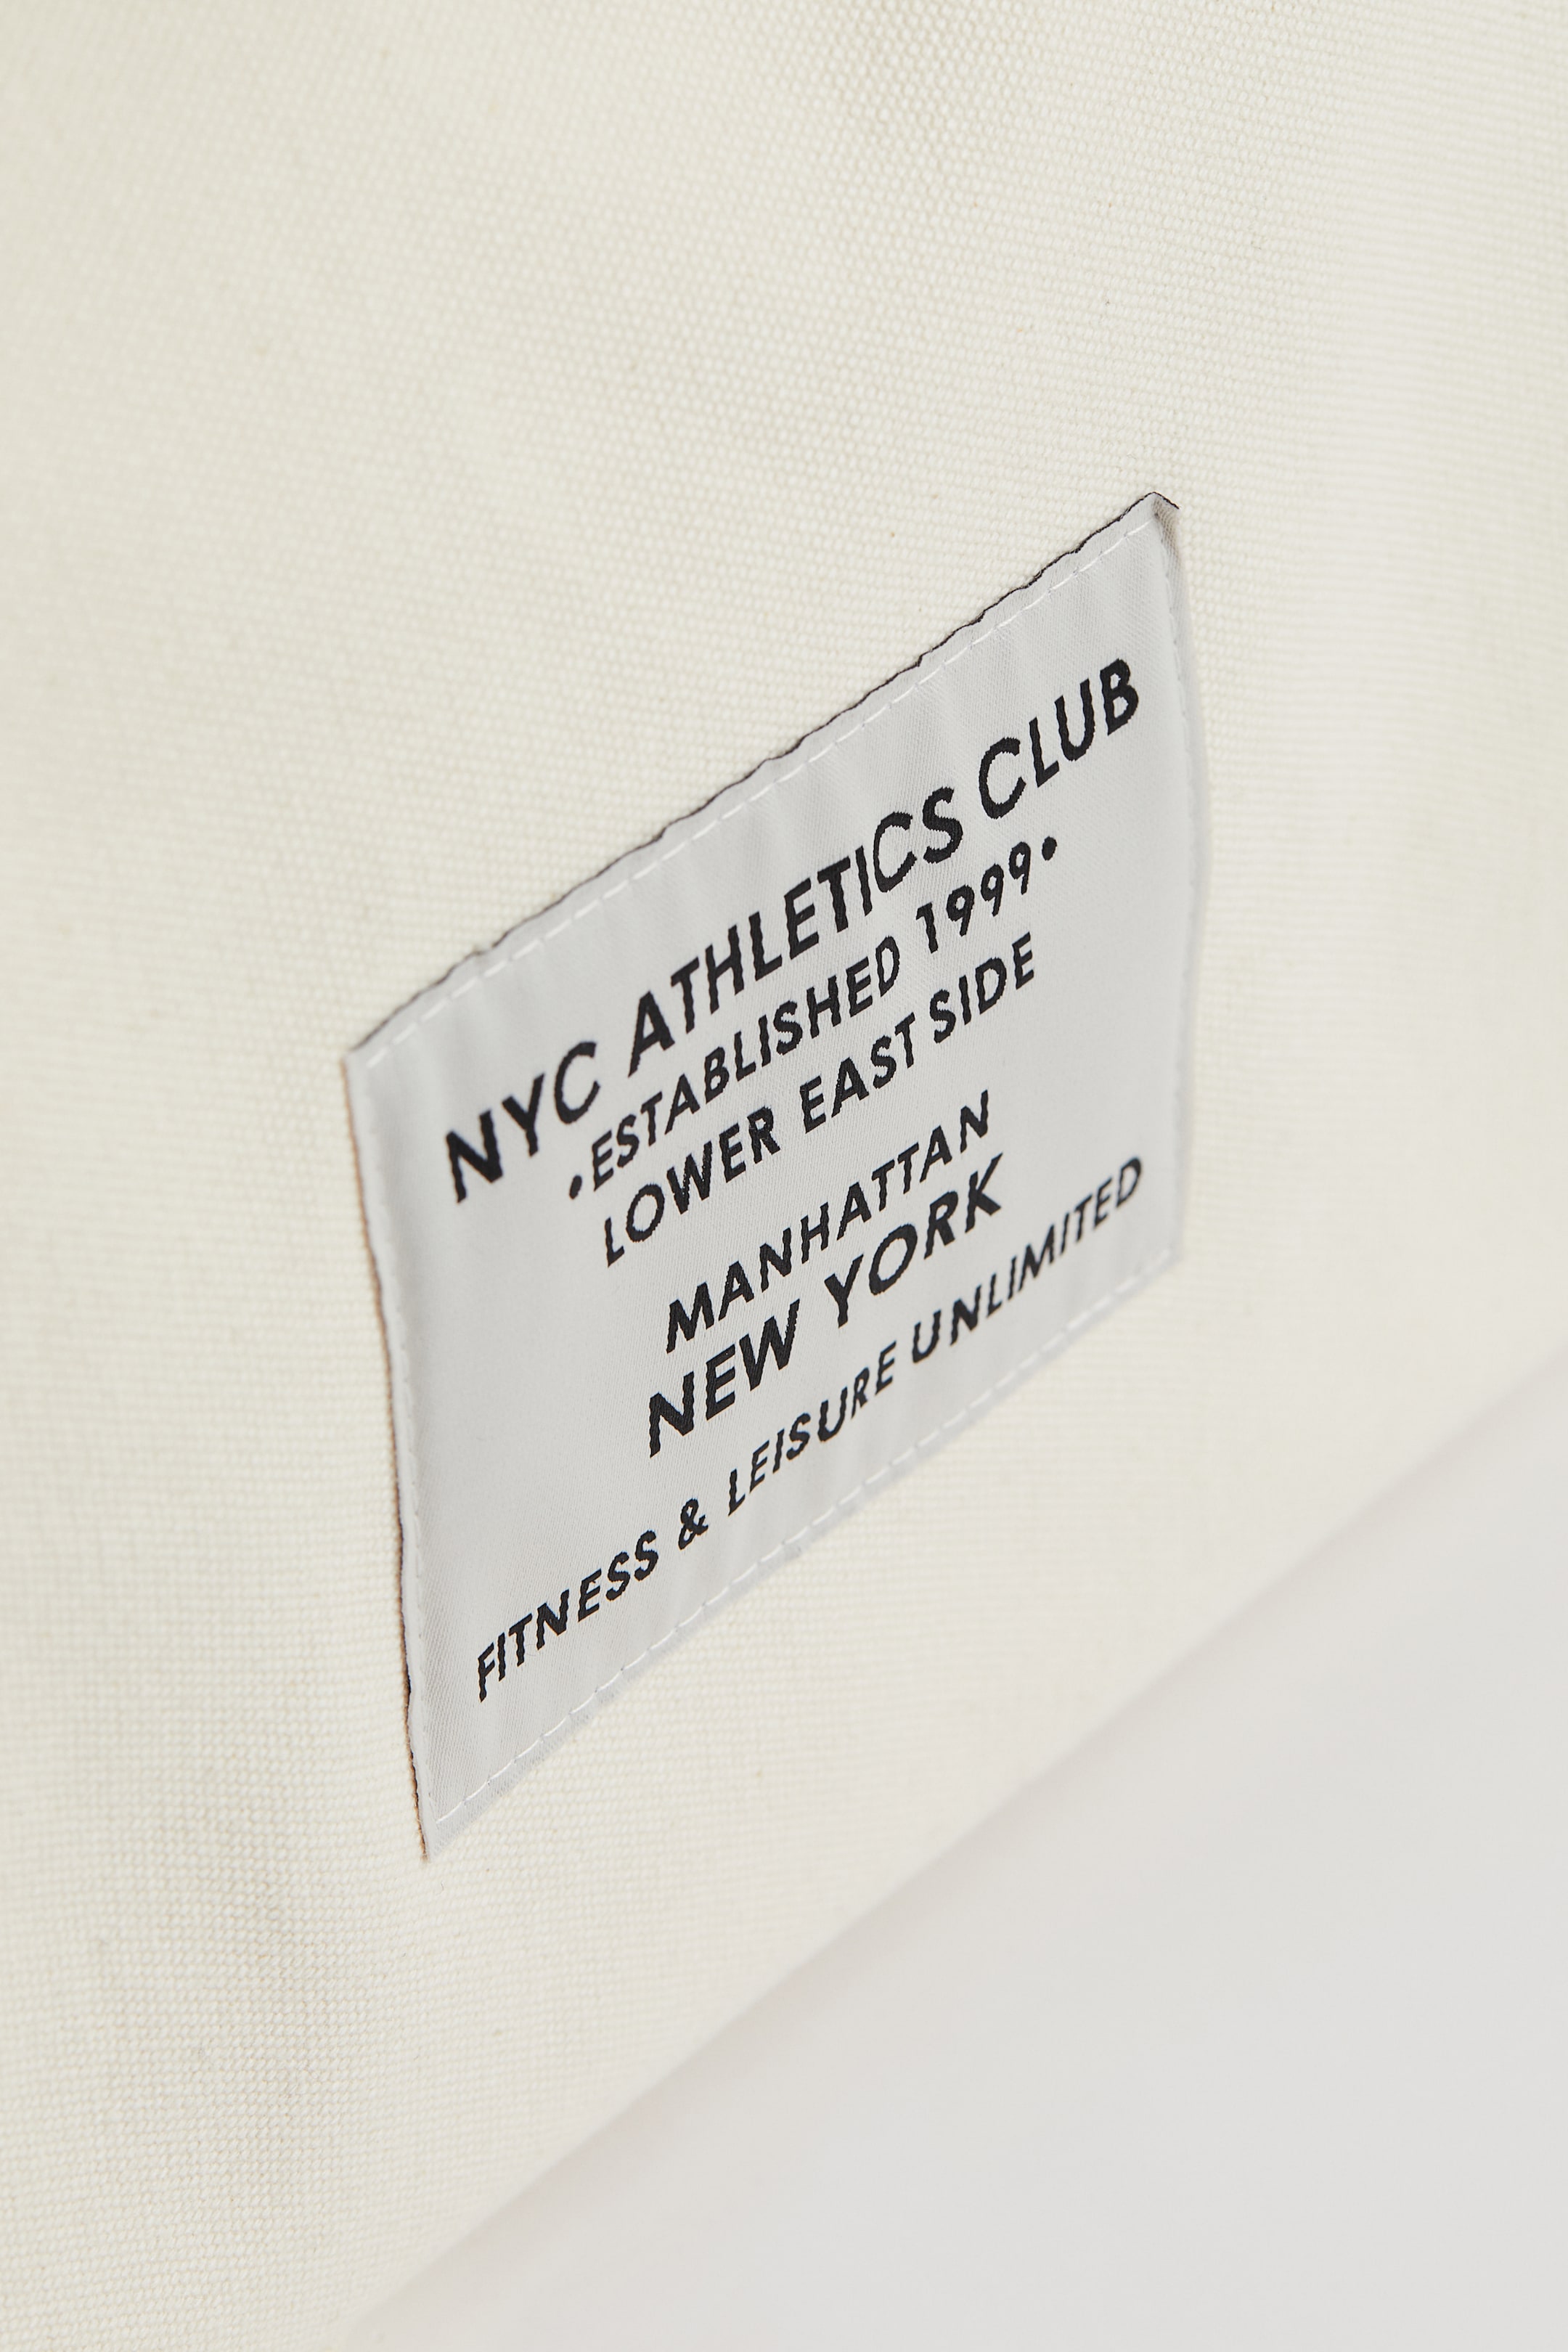 NYC ATHLETICS CLUB
•ESTABLISHED 1999•
LOWER EAST SIDE
MANHATTAN
NEW YORK
FITNESS & LEISURE UNLIMITED